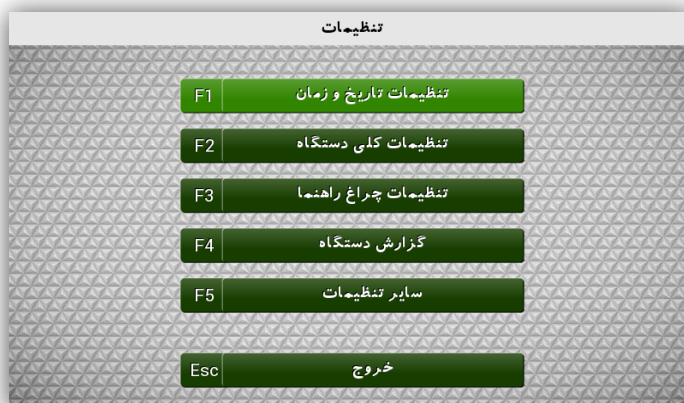 تنظیمات
F1 تنظیمات تاریخ و زمان
F2 تنظیمات کلی دستگاه
F3 تنظیمات چراغ راهنما
F4 گزارش دستگاه
F5 سایر تنظیمات
Esc خروج